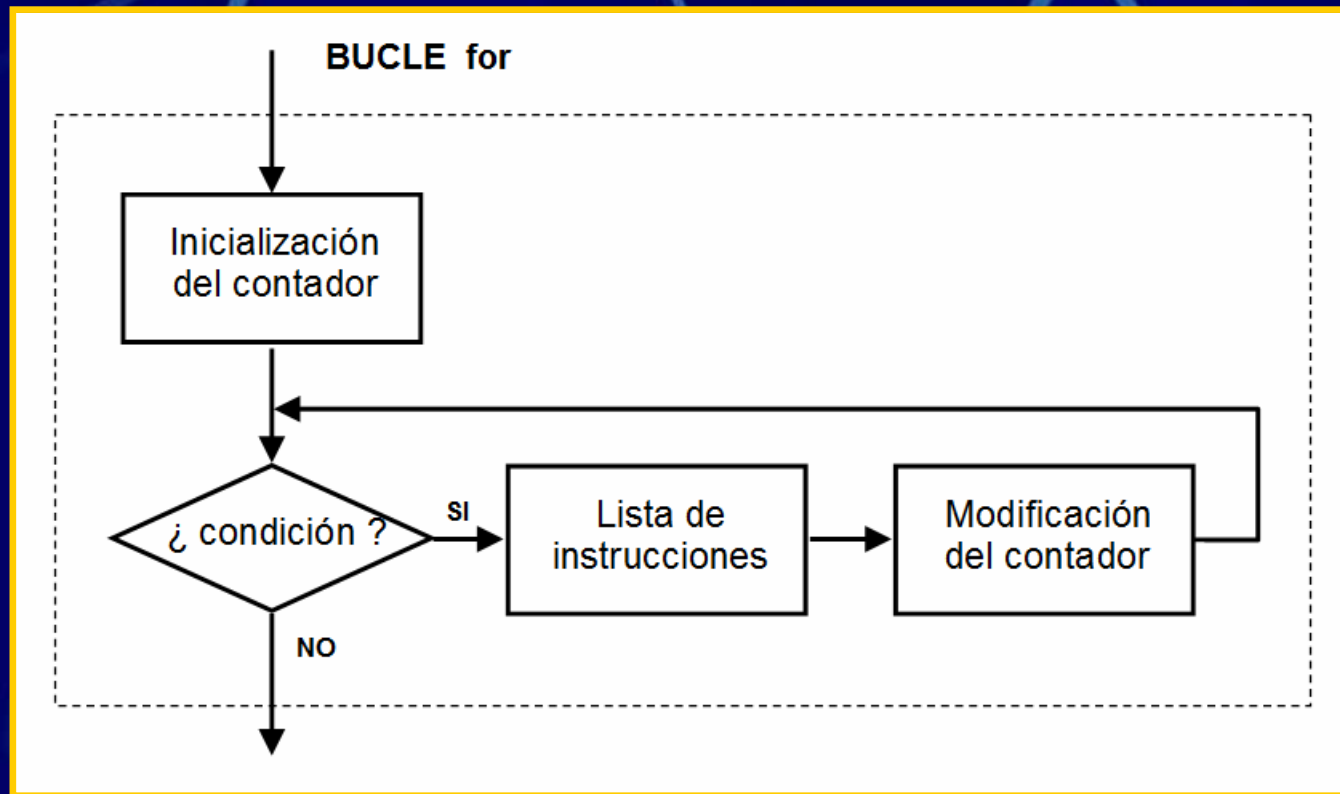 BUCLE for
Inicialización
del contador
¿ condición ?
SI
Lista de
instrucciones
Modificación
del contador
NO